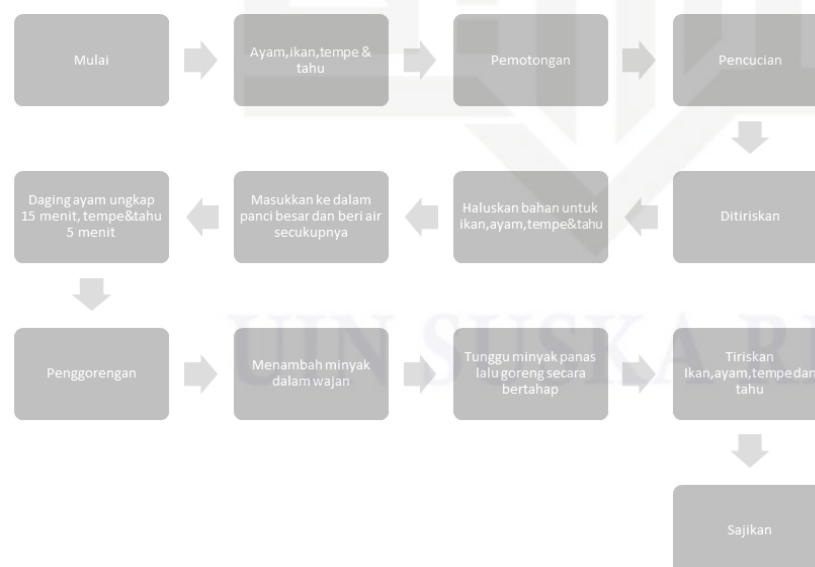 Mulai
Ayam,ikan,tempe &
tahu
Pemotongan
Pencucian
Ditiriskan
Haluskan bahan untuk
ikan,ayam,tempe&tahu
Masukkan ke dalam
panci besar dan beri air
secukupnya
Daging ayam ungkap
15 menit, tempe&tahu
5 menit
Penggorengan
Menambah minyak
dalam wajan
Tunggu minyak panas
lalu goreng secara
bertahap
Tiriskan
Ikan,ayam,tempedan
tahu
Sajikan
UIN SUSKA RI